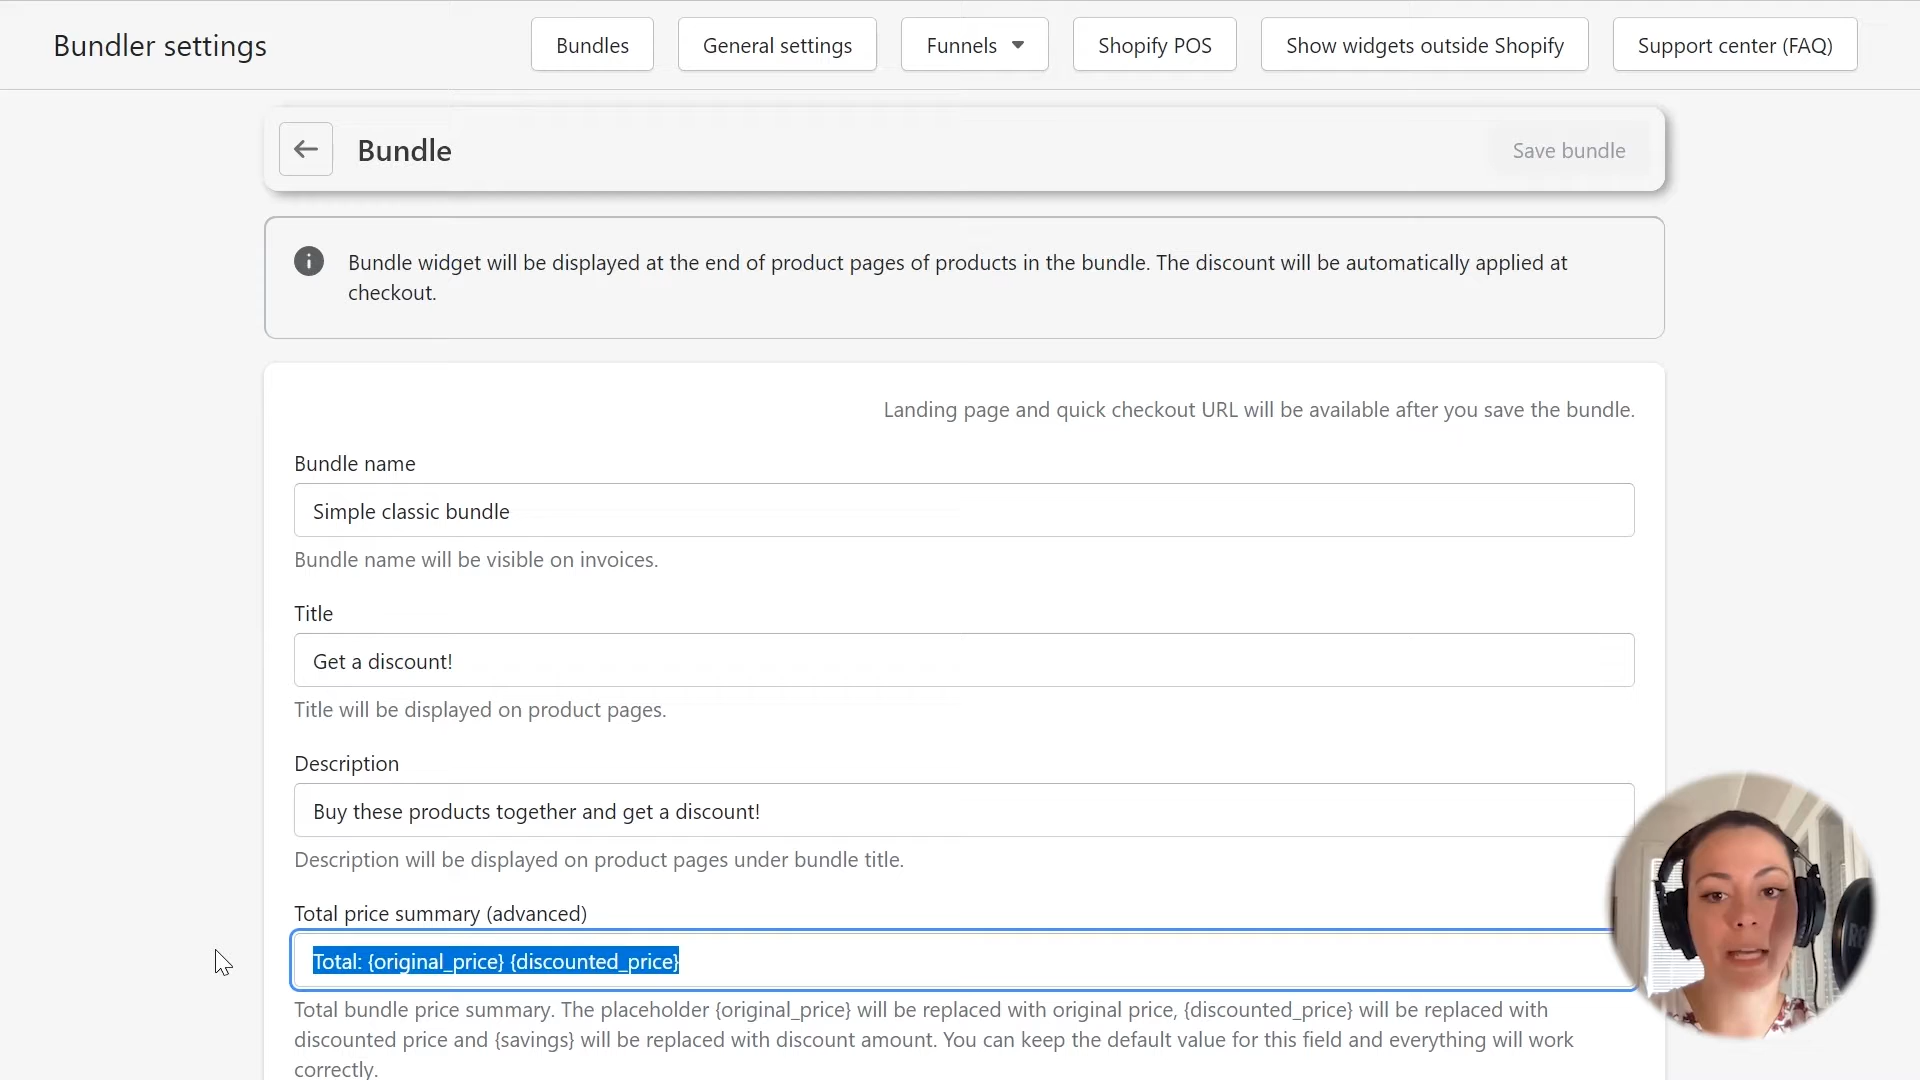 Bundler settings
Bundles
General settings
Funnels
Shopify POS
Show widgets outside Shopify
Support center (FAQ)
Bundle
Save bundle
Bundle widget will be displayed at the end of product pages of products in the bundle. The discount will be automatically applied at
checkout.
Landing page and quick checkout URL will be available after you save the bundle.
Bundle name
Simple classic bundle
Bundle name will be visible on invoices.
Title
Get a discount!
Title will be displayed on product pages.
Description
Buy these products together and get a discount!
Description will be displayed on product pages under bundle title.
Total price summary (advanced)
Total: {original_price} {discounted_price}
Total bundle price summary. The placeholder {original_price} will be replaced with original price, {discounted_price} will be replaced with
discounted price and {savings} will be replaced with discount amount. You can keep the default value for this field and everything will work
correctly.